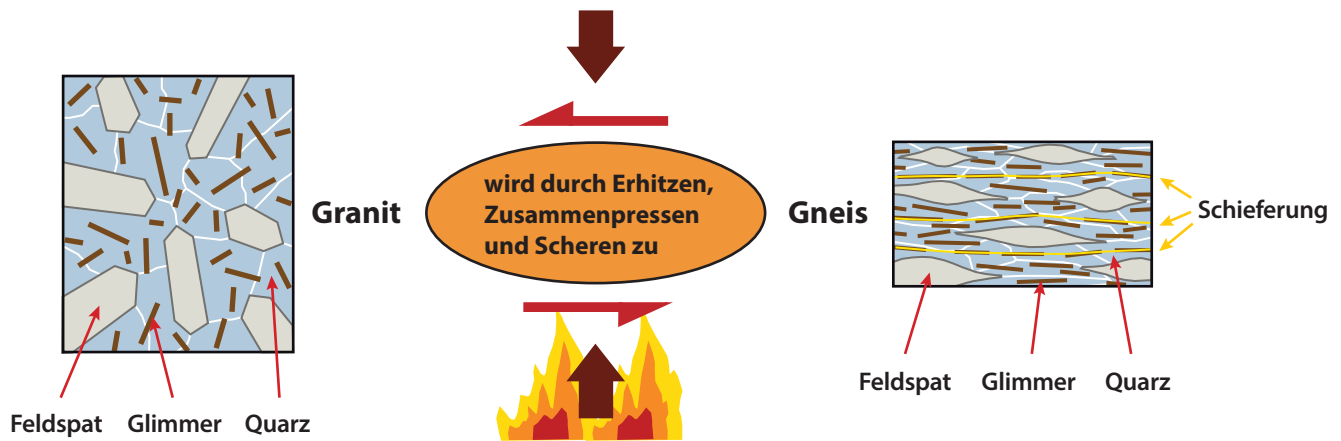 Granit
wird durch Erhitzen,
Zusammenpressen
und Scheren zu
Gneis
Schieferung
Feldspat Glimmer Quarz
Feldspat Glimmer Quarz